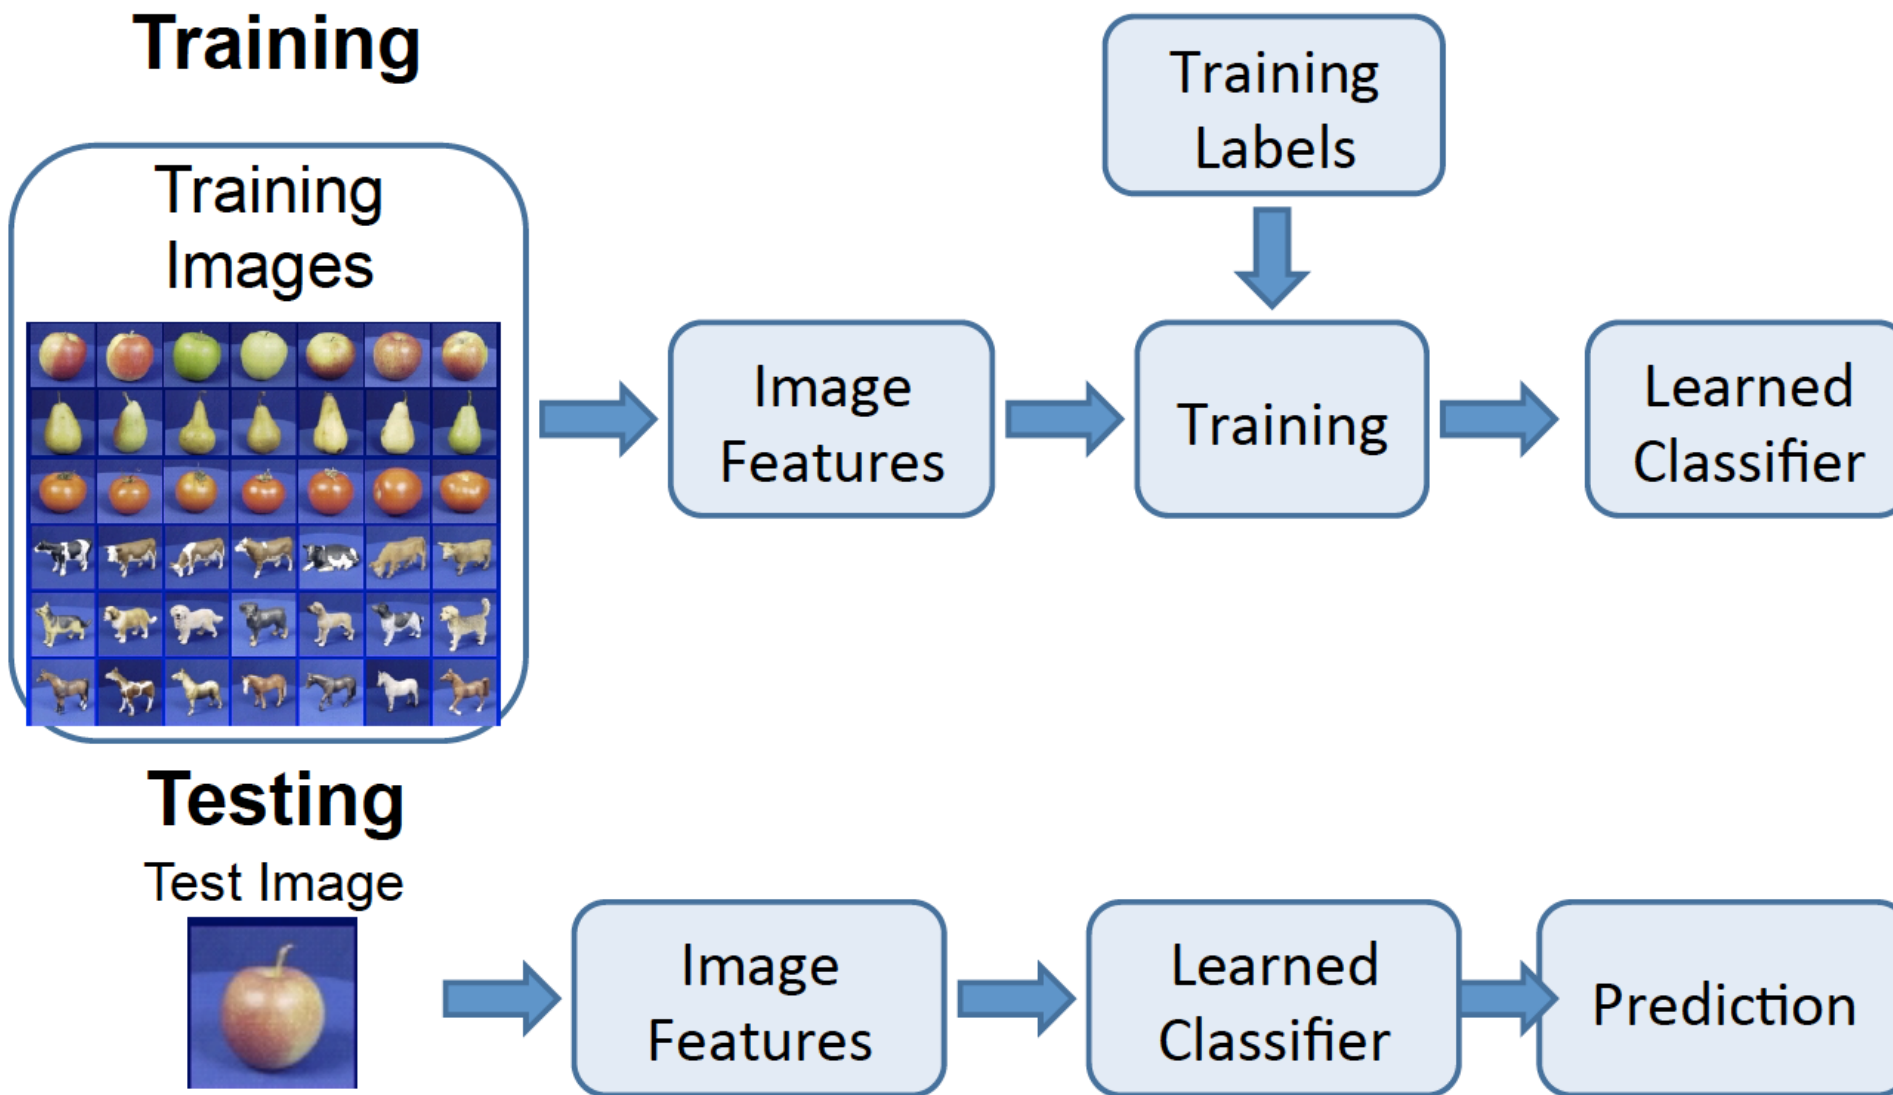 Training
Training
Images
Training
Labels
Image
Features
Training
Learned
Classifier
Testing
Test Image
Image
Features
Learned
Classifier
Prediction